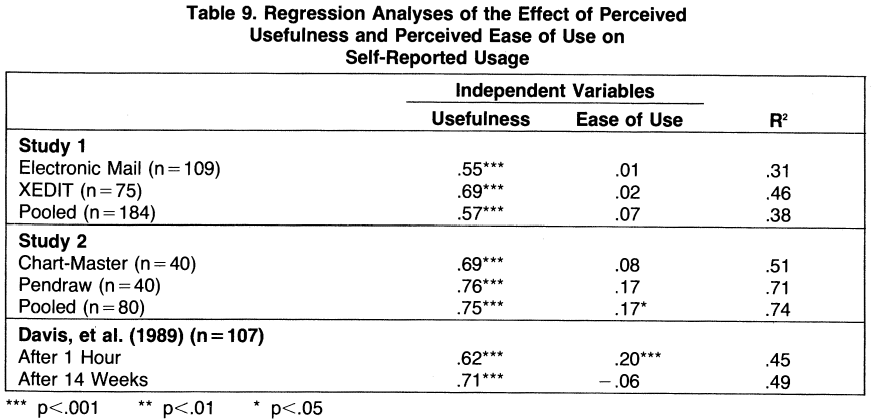 Table 9. Regression Analyses of the Effect of Perceived
Usefulness and Perceived Ease of Use on
Self-Reported Usage
Independent Variables
Usefulness Ease of Use R²
Study 1
Electronic Mail (n=109) .55*** .01 .31
XEDIT (n=75) .69*** .02 .46
Pooled (n=184) .57*** .07 .38
Study 2
Chart-Master (n=40) .69*** .08 .51
Pendraw (n=40) .76*** .17 .71
Pooled (n=80) .75*** .17* .74
Davis, et al. (1989) (n=107)
After 1 Hour .62*** .20*** .45
After 14 Weeks .71*** −.06 .49
*** p<.001 ** p<.01 * p<.05